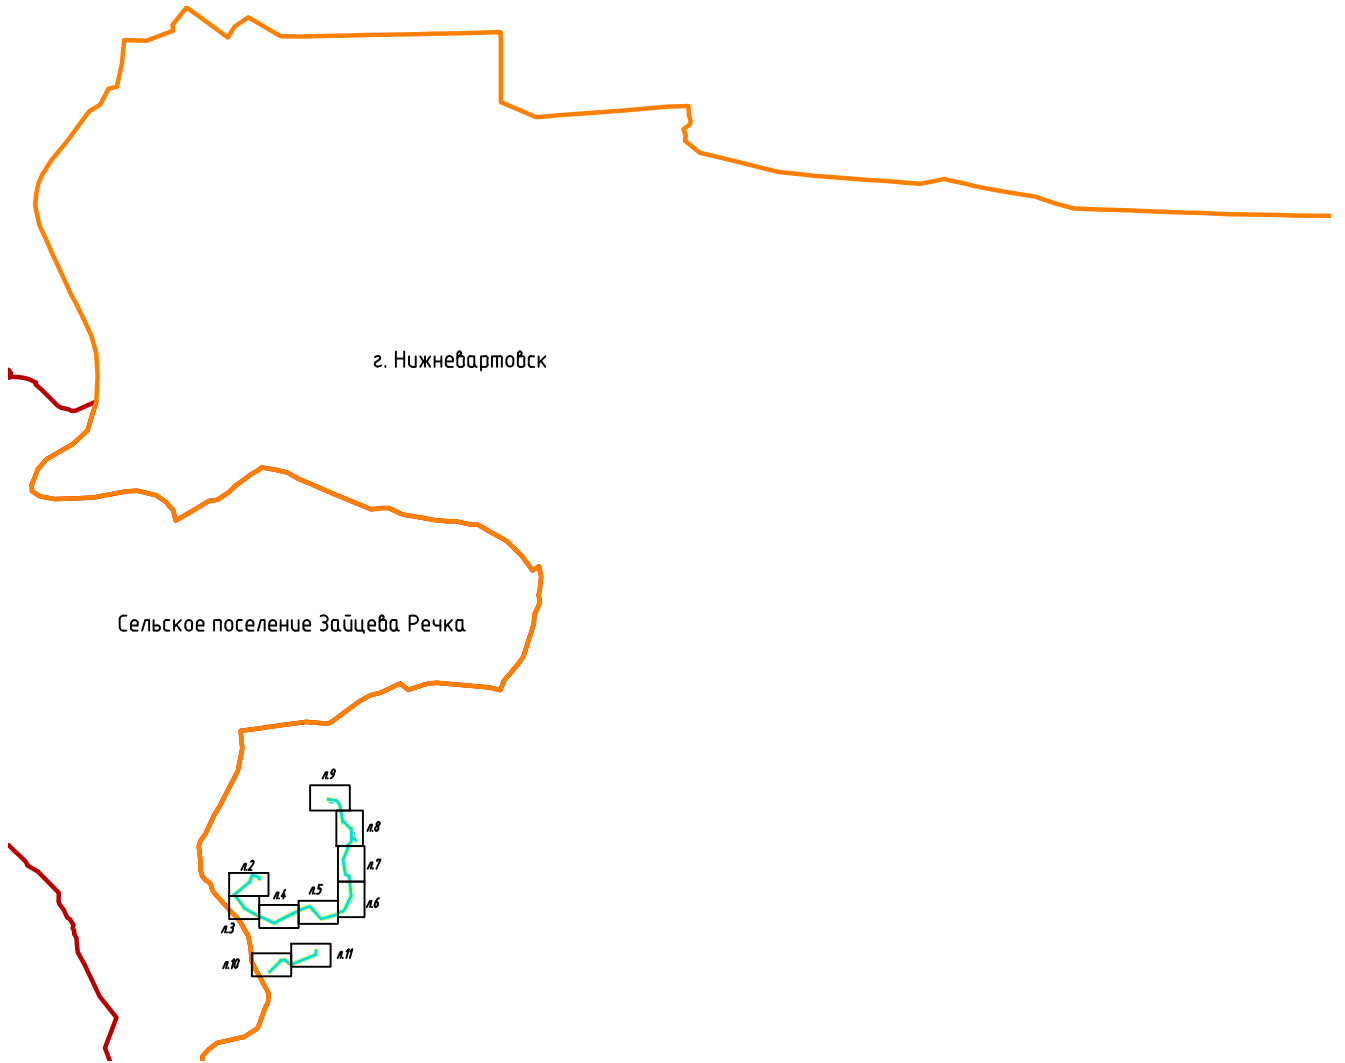 г. Нижневартовск
Сельское поселение Зайцева Речка
л.9
л.8
л.7
л.2
л.4
л.5
л.6
л.3
л.10
л.11